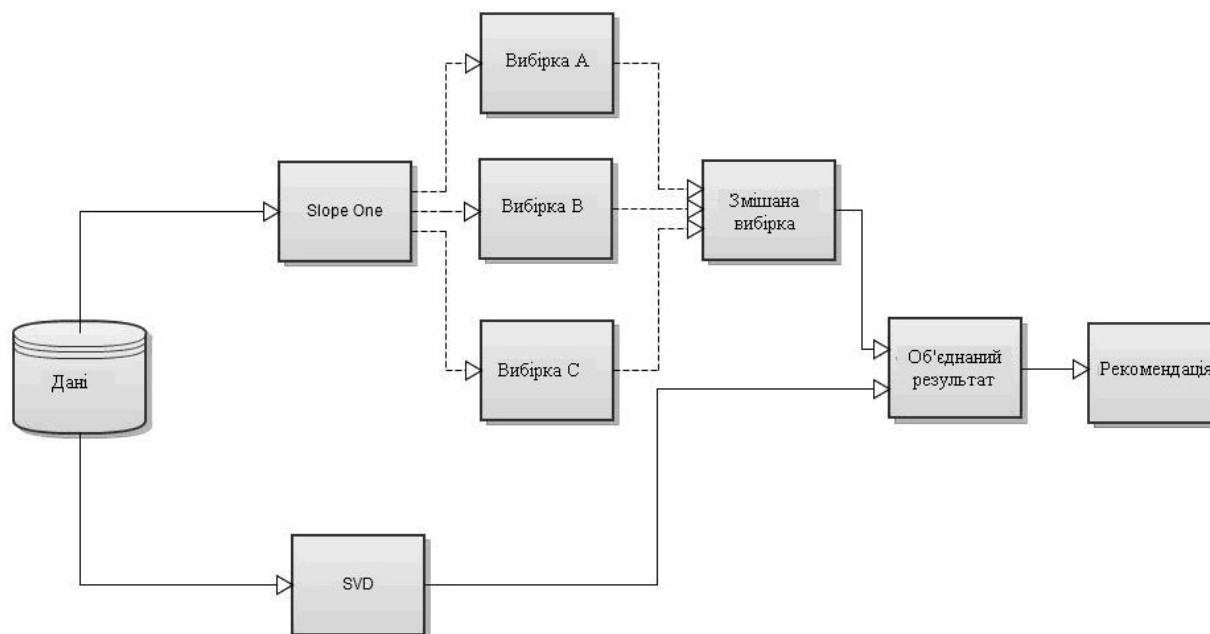 Вибірка А
Slope One
Вибірка В
Змішана
вибірка
Вибірка С
Дані
Об'єднаний
результат
Рекомендація
SVD